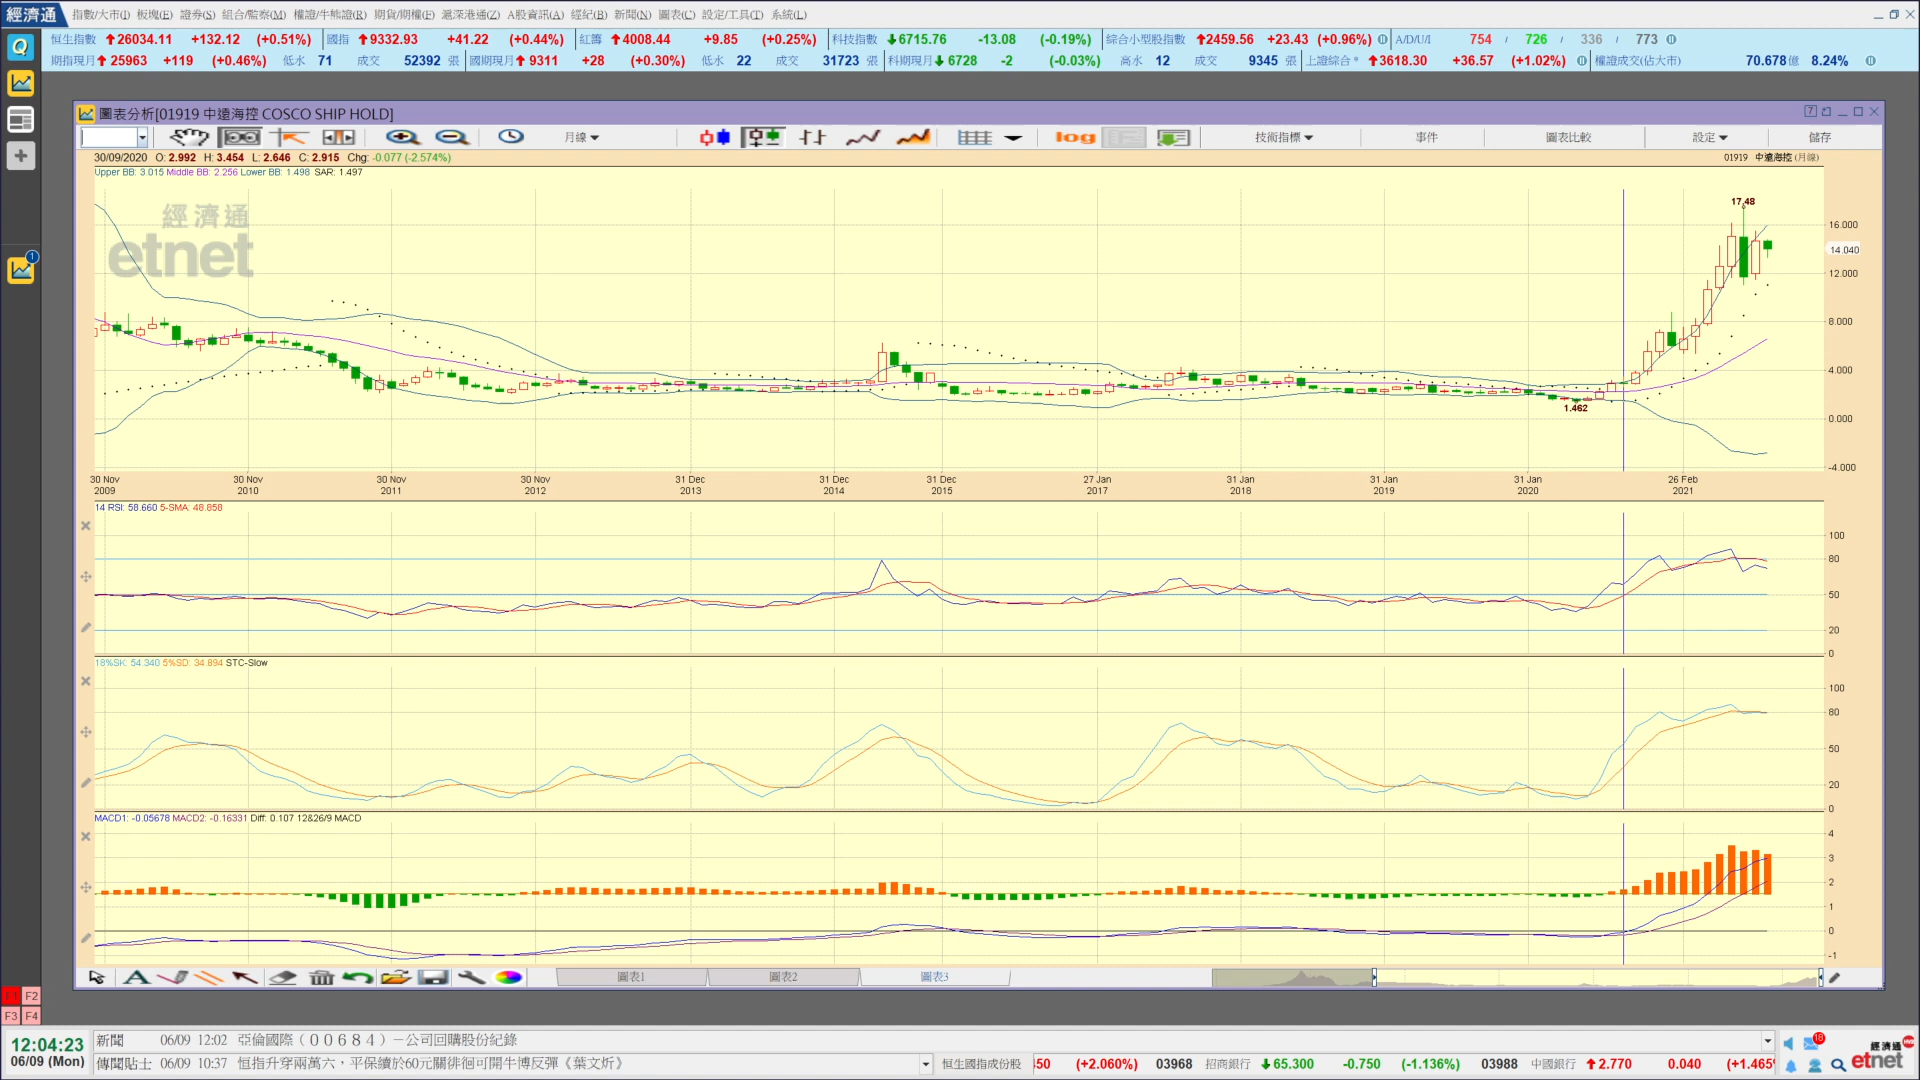 經濟通 指數/大市(I) 板塊(E) 證券(S) 組合/監察(M) 權證/牛熊證(R) 期貨/期權(F) 滬深港通(Z) A股資訊(A) 經紀(B) 新聞(N) 圖表(C) 設定/工具(T) 系統(L)
恒生指數 26034.11 +132.12 (+0.51%) 國指 9332.93 +41.22 (+0.44%) 紅籌 4008.44 +9.85 (+0.25%) 科技指數 6715.76 -13.08 (-0.19%) 綜合小型股指數 2459.56 +23.43 (+0.96%) A/D/U/I 754 / 726 / 336 / 773
期指現月 25963 +119 (+0.46%) 低水 71 成交 52392 張 國期現月 9311 +28 (+0.30%) 低水 22 成交 31723 張 科期現月 6728 -2 (-0.03%) 高水 12 成交 9345 張 上證綜合* 3618.30 +36.57 (+1.02%) 權證成交(佔大市) 70.678億 8.24%
圖表分析[01919 中遠海控 COSCO SHIP HOLD]
月線 log 技術指標 事件 圖表比較 設定 儲存
30/09/2020 O: 2.992 H: 3.454 L: 2.646 C: 2.915 Chg: -0.077 (-2.574%) 01919 中遠海控 (月線)
Upper BB: 3.015 Middle BB: 2.256 Lower BB: 1.498 SAR: 1.497
經濟通
etnet
17.48
16.000
14.040
12.000
8.000
4.000
1.462
0.000
-4.000
30 Nov 30 Nov 30 Nov 30 Nov 31 Dec 31 Dec 31 Dec 27 Jan 31 Jan 31 Jan 31 Jan 26 Feb
2009 2010 2011 2012 2013 2014 2015 2017 2018 2019 2020 2021
14 RSI: 58.660 5-SMA: 48.858
100
80
50
20
0
18%SK: 54.340 5%SD: 34.894 STC-Slow
100
80
50
20
0
MACD1: -0.05678 MACD2: -0.16331 Diff: 0.107 12&26/9 MACD
4
3
2
1
0
-1
A 圖表1 圖表2 圖表3
F1 F2
F3 F4
12:04:23 新聞 06/09 12:02 亞倫國際（００６８４）－公司回購股份紀錄
06/09 (Mon) 傳聞貼士 06/09 10:37 恒指升穿兩萬六，平保續於60元關徘徊可開牛博反彈《葉文炘》
恒生國指成份股 450 (+2.060%) 03968 招商銀行 65.300 -0.750 (-1.136%) 03988 中國銀行 2.770 0.040 (+1.465%
18
經濟通
etnet